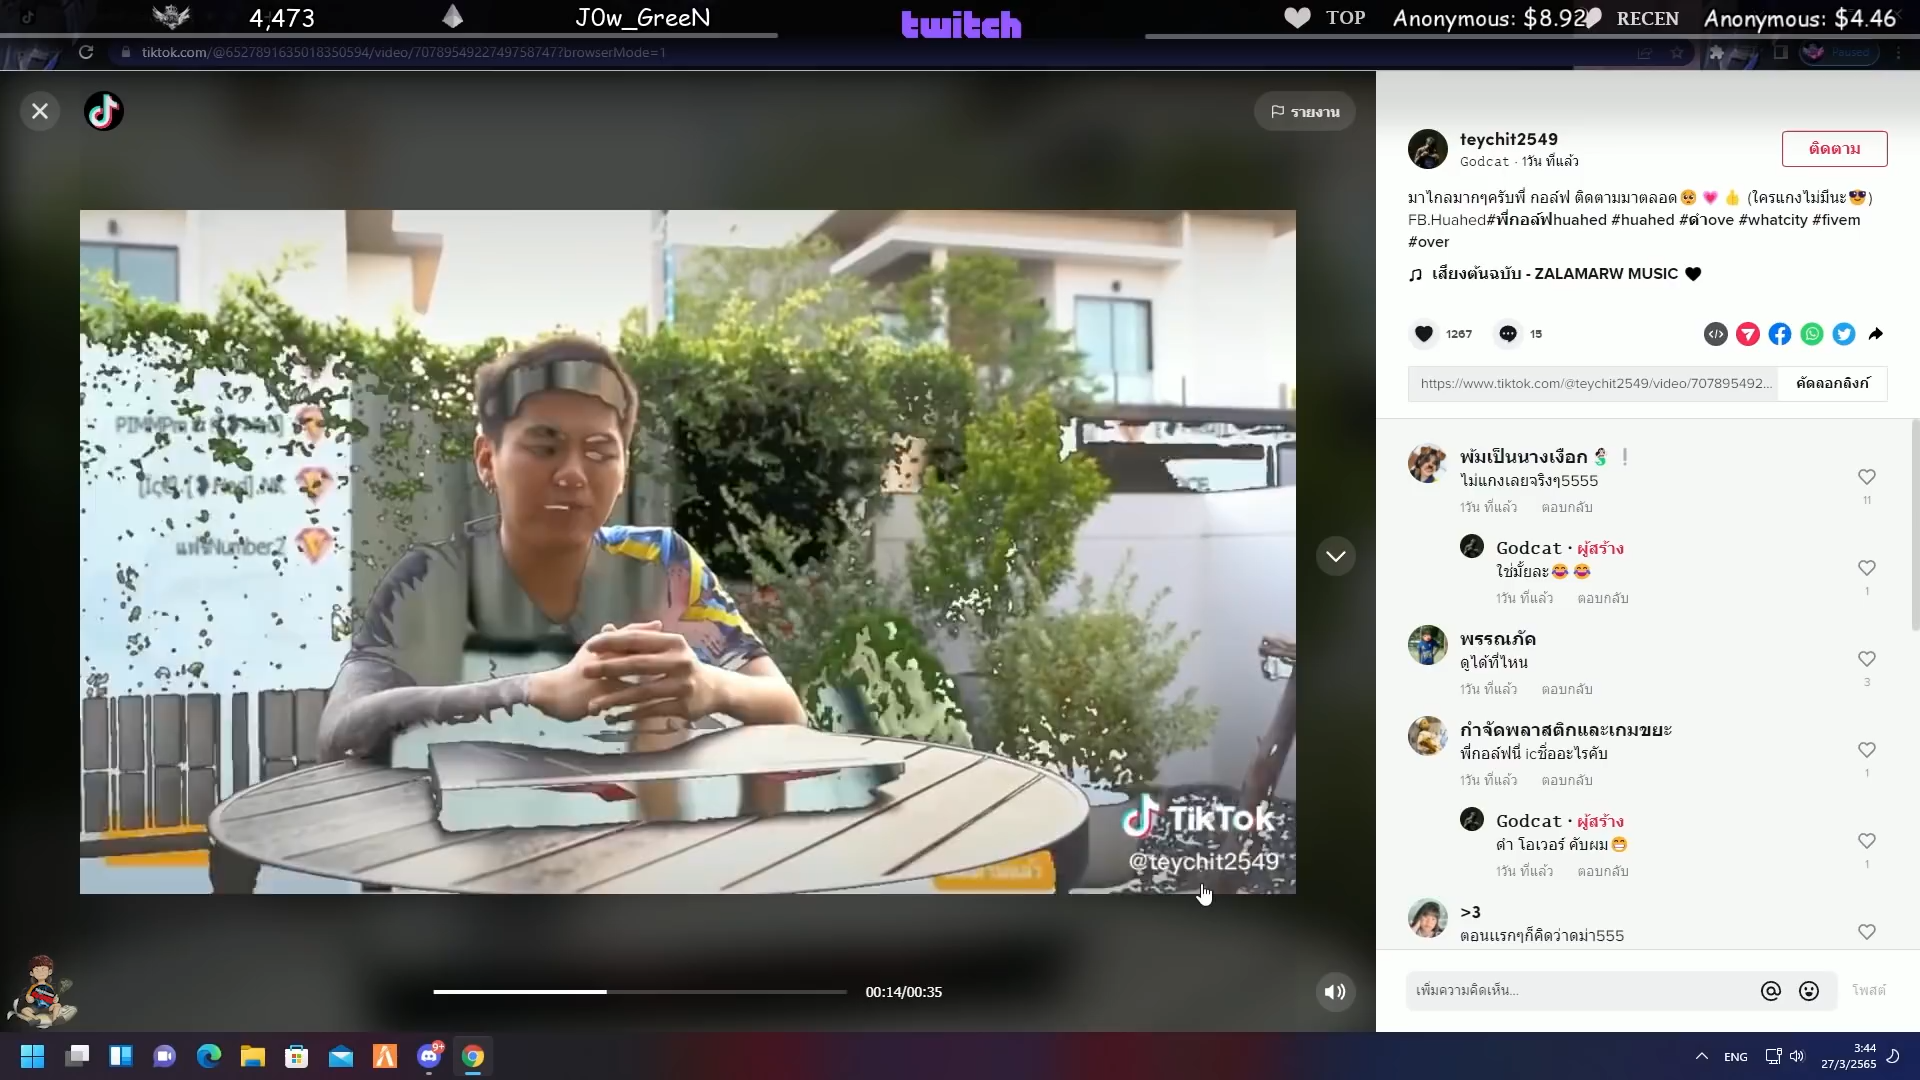 4,473
J0w_GreeN
twitch
TOP
Anonymous: $8.92
RECEN
Anonymous: $4.46
tiktok.com/@6527891635018350594/video/7078954922749758747?browserMode=1
Paused
รายงาน
teychit2549
Godcat · 1วัน ที่แล้ว
ติดตาม
มาไกลมากๆครับพี่ กอล์ฟ ติดตามมาตลอด🥺 💗 👍 (ใครแกงไม่มีนะ😎)
FB.Huahed#พี่กอล์ฟhuahed #huahed #ดำove #whatcity #fivem
#over
เสียงต้นฉบับ - ZALAMARW MUSIC 🖤
1267
15
https://www.tiktok.com/@teychit2549/video/707895492...
คัดลอกลิงก์
พ้มเป็นนางเงือก 🧜🏻‍♀️ ❕
ไม่แกงเลยจริงๆ5555
1วัน ที่แล้ว ตอบกลับ
11
Godcat · ผู้สร้าง
ใช่มั้ยละ😂 😂
1วัน ที่แล้ว ตอบกลับ
1
พรรณภัค
ดูได้ที่ไหน
1วัน ที่แล้ว ตอบกลับ
3
กำจัดพลาสติกและเกมขยะ
พี่กอล์ฟนี่ icชื่ออะไรคับ
1วัน ที่แล้ว ตอบกลับ
1
Godcat · ผู้สร้าง
ดำ โอเวอร์ คับผม😁
1วัน ที่แล้ว ตอบกลับ
1
>3
ตอนแรกๆก็คิดว่าดม่า555
เพิ่มความคิดเห็น...
โพสต์
แฟรี่Number.2
TikTok
@teychit2549
00:14/00:35
9+
ENG
3:44
27/3/2565